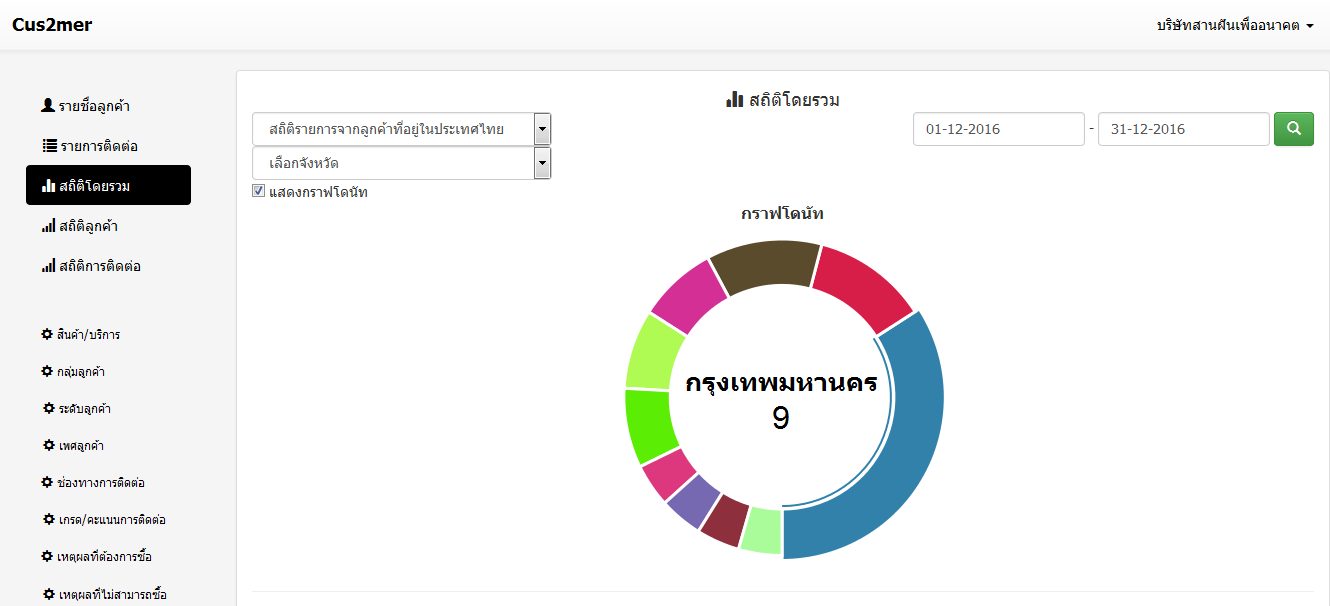 Cus2mer
บริษัทสานฝันเพื่ออนาคต
รายชื่อลูกค้า
รายการติดต่อ
สถิติโดยรวม
สถิติลูกค้า
สถิติการติดต่อ
สินค้า/บริการ
กลุ่มลูกค้า
ระดับลูกค้า
เพศลูกค้า
ช่องทางการติดต่อ
เกรด/คะแนนการติดต่อ
เหตุผลที่ต้องการซื้อ
เหตุผลที่ไม่สามารถซื้อ
สถิติโดยรวม
สถิติรายการจากลูกค้าที่อยู่ในประเทศไทย
01-12-2016 - 31-12-2016
เลือกจังหวัด
แสดงกราฟโดนัท
กราฟโดนัท
กรุงเทพมหานคร
9